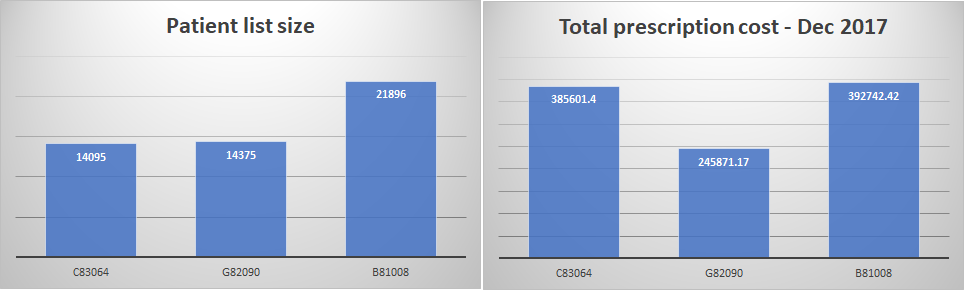 Patient list size
21896
14095
14375
C83064
G82090
B81008
Total prescription cost - Dec 2017
385601.4
392742.42
245871.17
C83064
G82090
B81008